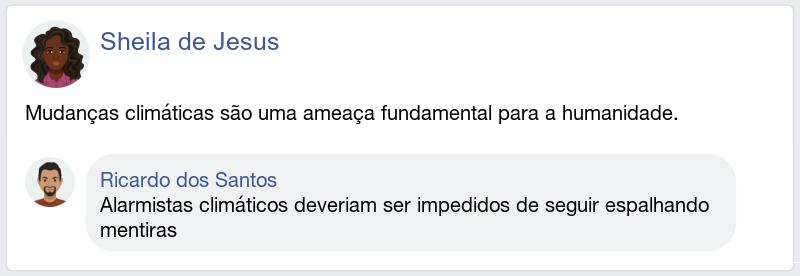 Sheila de Jesus
Mudanças climáticas são uma ameaça fundamental para a humanidade.
Ricardo dos Santos
Alarmistas climáticos deveriam ser impedidos de seguir espalhando
mentiras